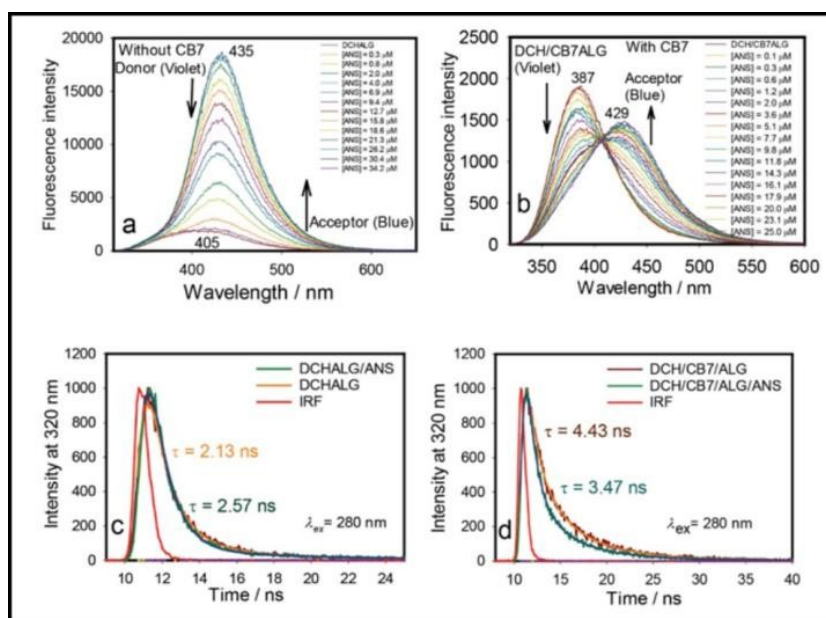 20000
15000
10000
5000
0
Fluorescence intensity
Without CB7
Donor (Violet)
435
405
Acceptor (Blue)
a
DCHALG
[ANS] = 0.3 μM
[ANS] = 0.8 μM
[ANS] = 2.0 μM
[ANS] = 4.0 μM
[ANS] = 6.9 μM
[ANS] = 9.4 μM
[ANS] = 12.7 μM
[ANS] = 15.8 μM
[ANS] = 18.6 μM
[ANS] = 21.3 μM
[ANS] = 26.2 μM
[ANS] = 30.4 μM
[ANS] = 34.2 μM
400 500 600
Wavelength / nm
2500
2000
1500
1000
500
0
Fluorescence intensity
DCH/CB7ALG
(Violet)
With CB7
387
429
Acceptor
(Blue)
b
DCH/CB7ALG
[ANS] = 0.1 μM
[ANS] = 0.3 μM
[ANS] = 0.6 μM
[ANS] = 1.2 μM
[ANS] = 2.0 μM
[ANS] = 3.6 μM
[ANS] = 5.1 μM
[ANS] = 7.7 μM
[ANS] = 9.8 μM
[ANS] = 11.8 μM
[ANS] = 14.3 μM
[ANS] = 16.1 μM
[ANS] = 17.9 μM
[ANS] = 20.0 μM
[ANS] = 23.1 μM
[ANS] = 25.0 μM
350 400 450 500 550 600
Wavelength / nm
1200
1000
800
600
400
200
0
Intensity at 320 nm
DCHALG/ANS
DCHALG
IRF
τ = 2.13 ns
τ = 2.57 ns
c
λex = 280 nm
10 12 14 16 18 20 22 24
Time / ns
1200
1000
800
600
400
200
0
Intensity at 320 nm
DCH/CB7/ALG
DCH/CB7/ALG/ANS
IRF
τ = 4.43 ns
τ = 3.47 ns
d
λex = 280 nm
10 15 20 25 30 35 40
Time / ns